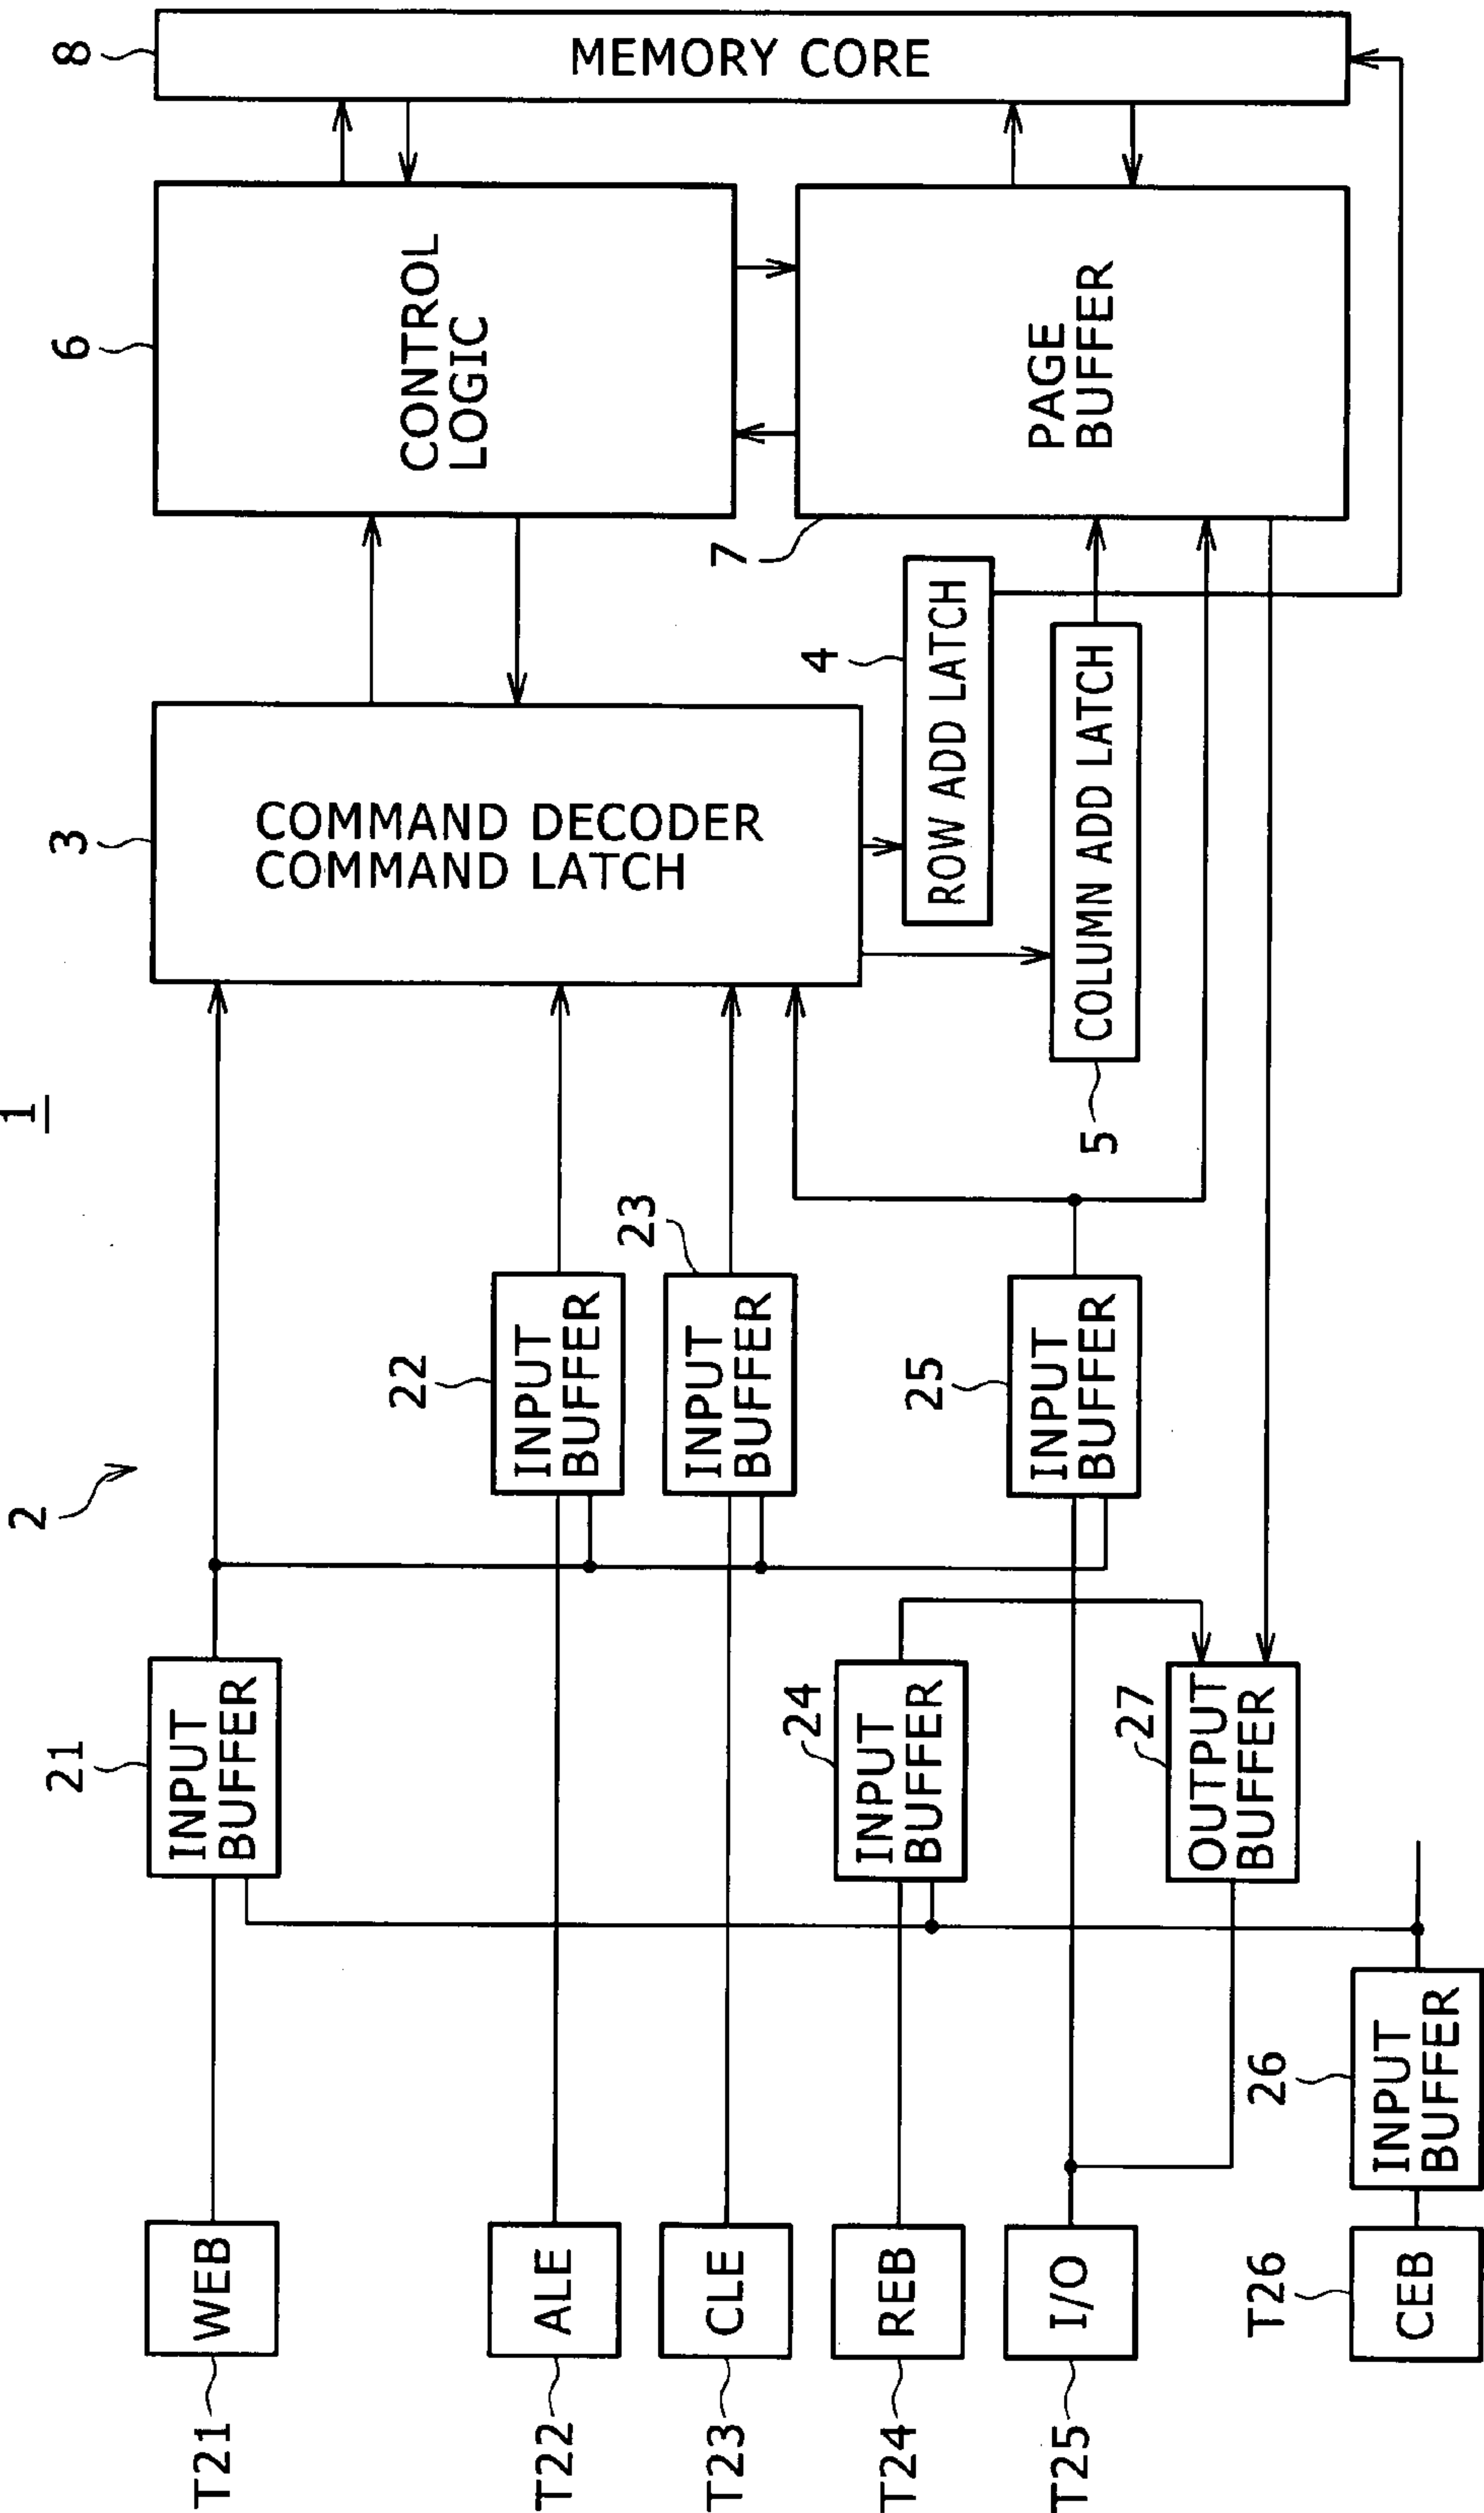 1
2
T21
WEB
21
INPUT
BUFFER
T22
ALE
22
INPUT
BUFFER
T23
CLE
23
INPUT
BUFFER
T24
REB
24
INPUT
BUFFER
T25
I/O
25
INPUT
BUFFER
27
OUTPUT
BUFFER
T26
CEB
26
INPUT
BUFFER
3
COMMAND DECODER
COMMAND LATCH
4
ROW ADD LATCH
5
COLUMN ADD LATCH
6
CONTROL
LOGIC
7
PAGE
BUFFER
8
MEMORY CORE